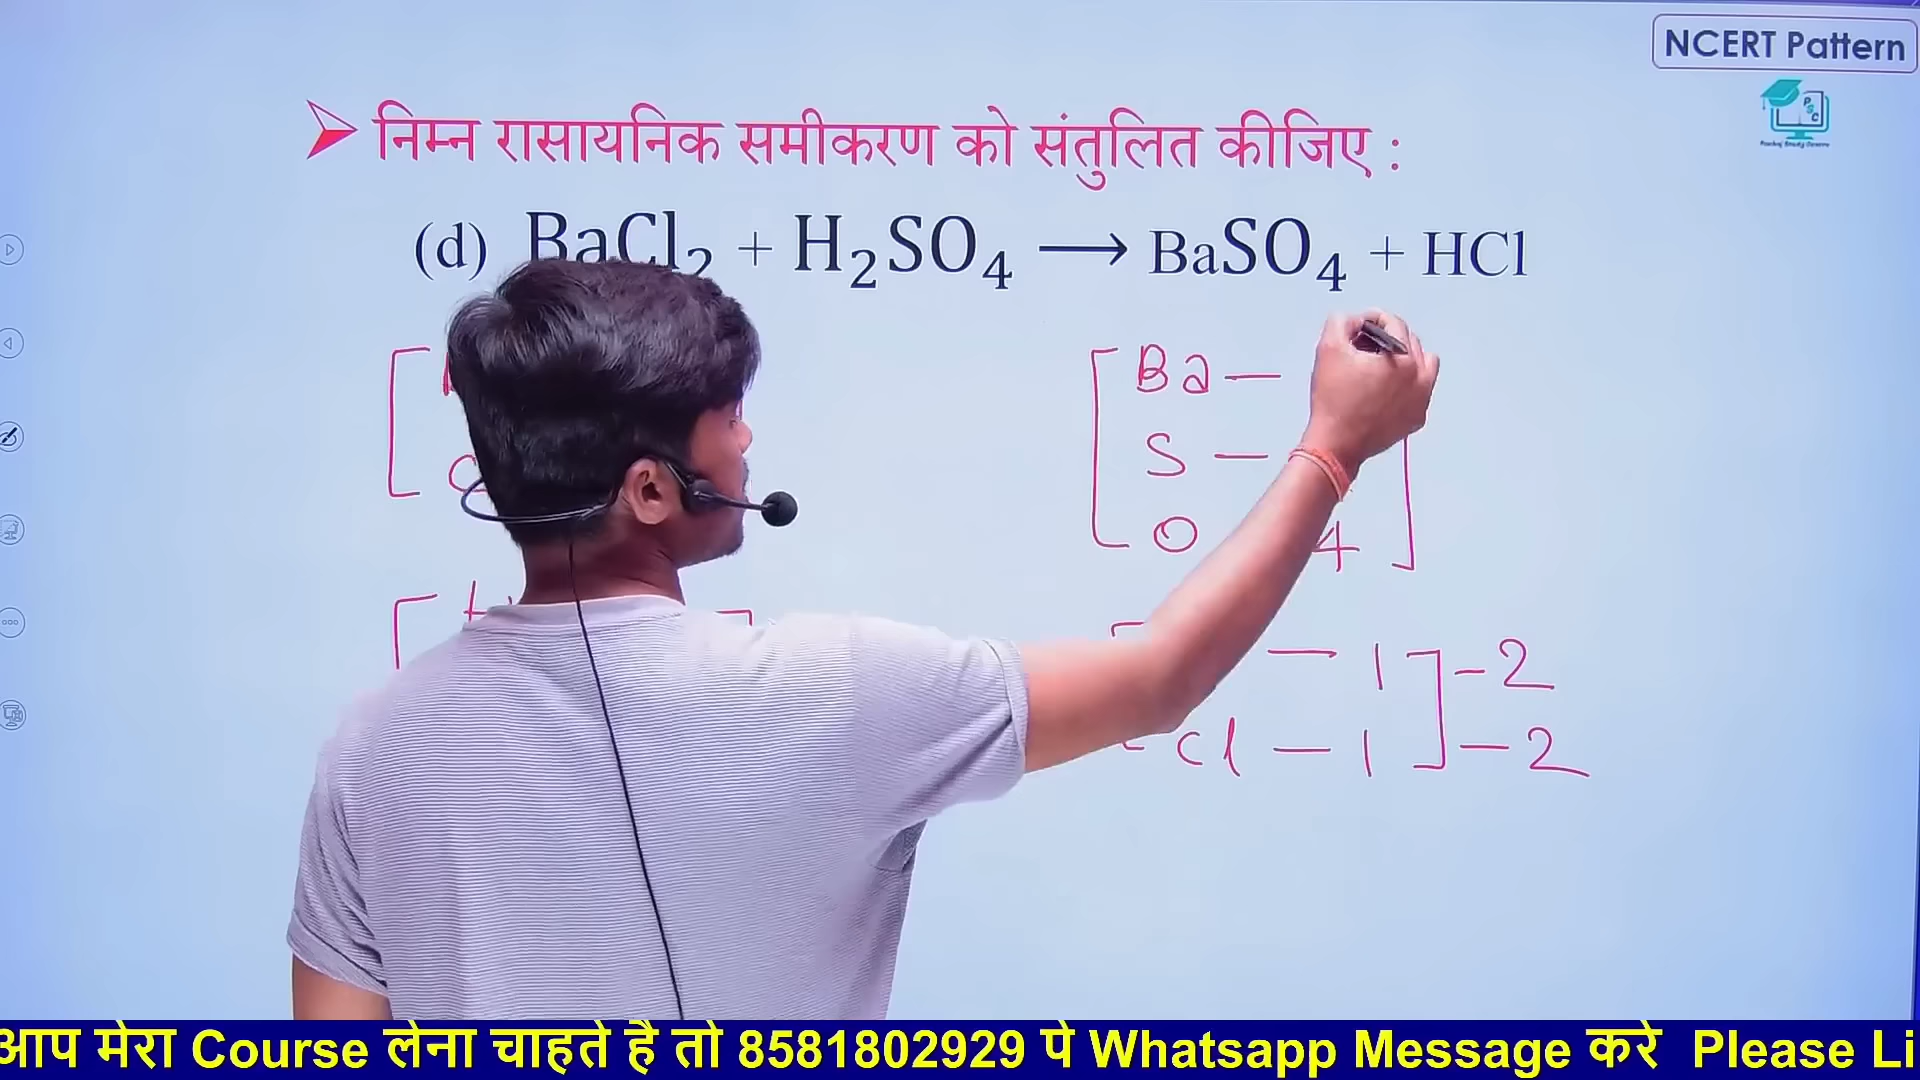 NCERT Pattern
निम्न रासायनिक समीकरण को संतुलित कीजिए :
(d) BaCl₂ + H₂SO₄ ⟶ BaSO₄ + HCl
Ba —
S —
O 4
— 1 – 2
Cl — 1 — 2
आप मेरा Course लेना चाहते है तो 8581802929 पे Whatsapp Message करे Please Li